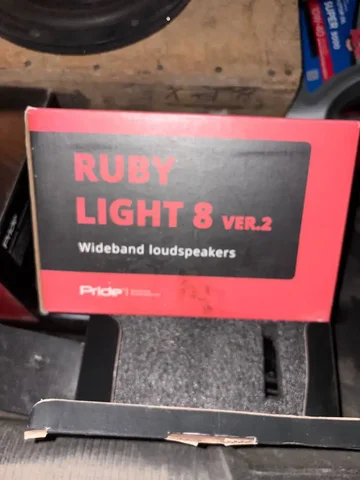 RUBY
LIGHT 8 VER.2
Wideband loudspeakers
Pride